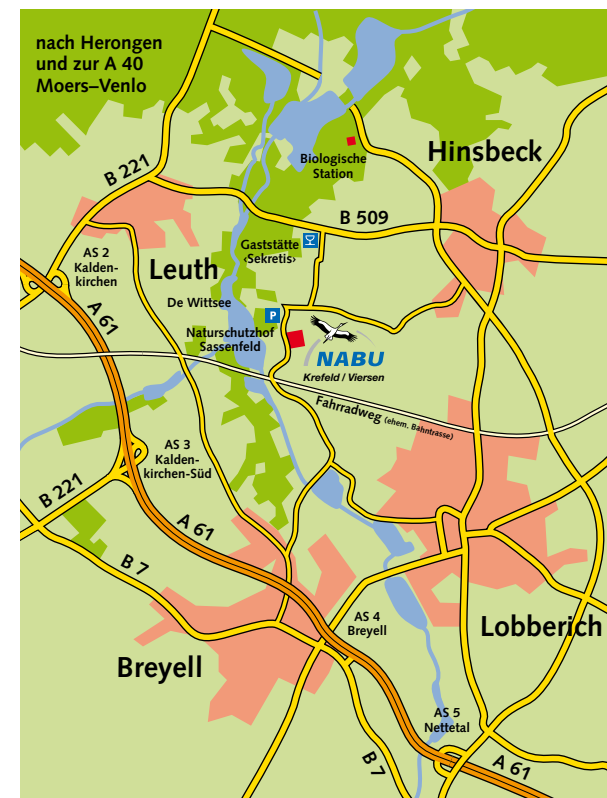 nach Herongen
und zur A 40
Moers–Venlo
Biologische
Station
Hinsbeck
B 221
B 509
Gaststätte
‹Sekretis›
AS 2
Kalden-
kirchen
Leuth
De Wittsee
A 61
P
Naturschutzhof
Sassenfeld
NABU
Krefeld / Viersen
Fahrradweg (ehem. Bahntrasse)
AS 3
Kalden-
kirchen-Süd
B 221
A 61
B 7
AS 4
Breyell
Lobberich
Breyell
AS 5
Nettetal
B 7
A 61